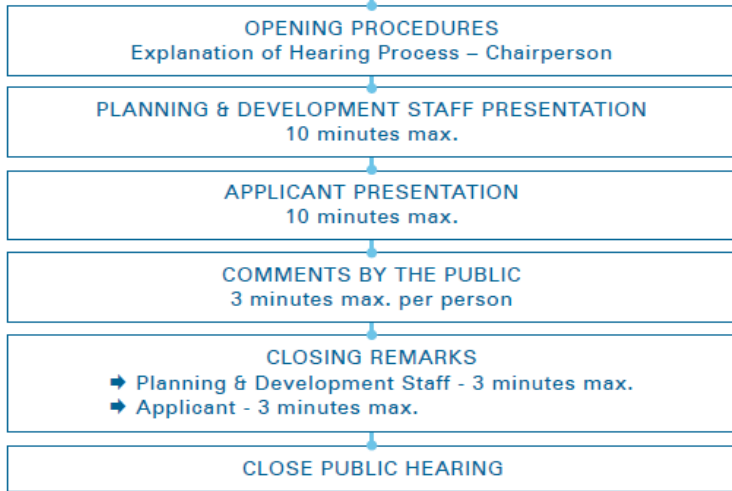 OPENING PROCEDURES
Explanation of Hearing Process – Chairperson
PLANNING & DEVELOPMENT STAFF PRESENTATION
10 minutes max.
APPLICANT PRESENTATION
10 minutes max.
COMMENTS BY THE PUBLIC
3 minutes max. per person
CLOSING REMARKS
➡ Planning & Development Staff - 3 minutes max.
➡ Applicant - 3 minutes max.
CLOSE PUBLIC HEARING